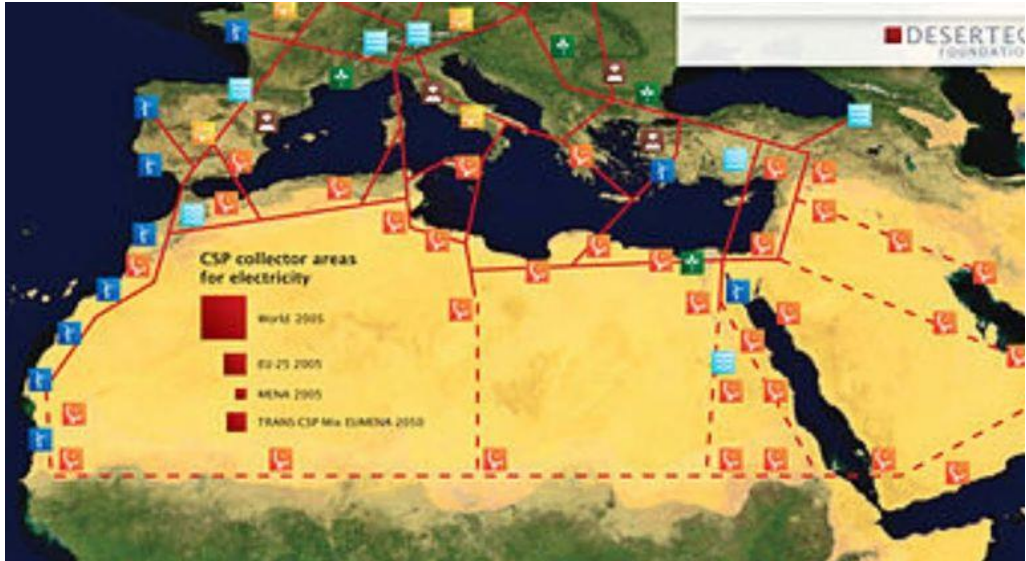 DESERTEC
FOUNDATION
CSP collector areas
for electricity
World 2005
EU-25 2005
MENA 2005
TRANS CSP Mix EUMENA 2050